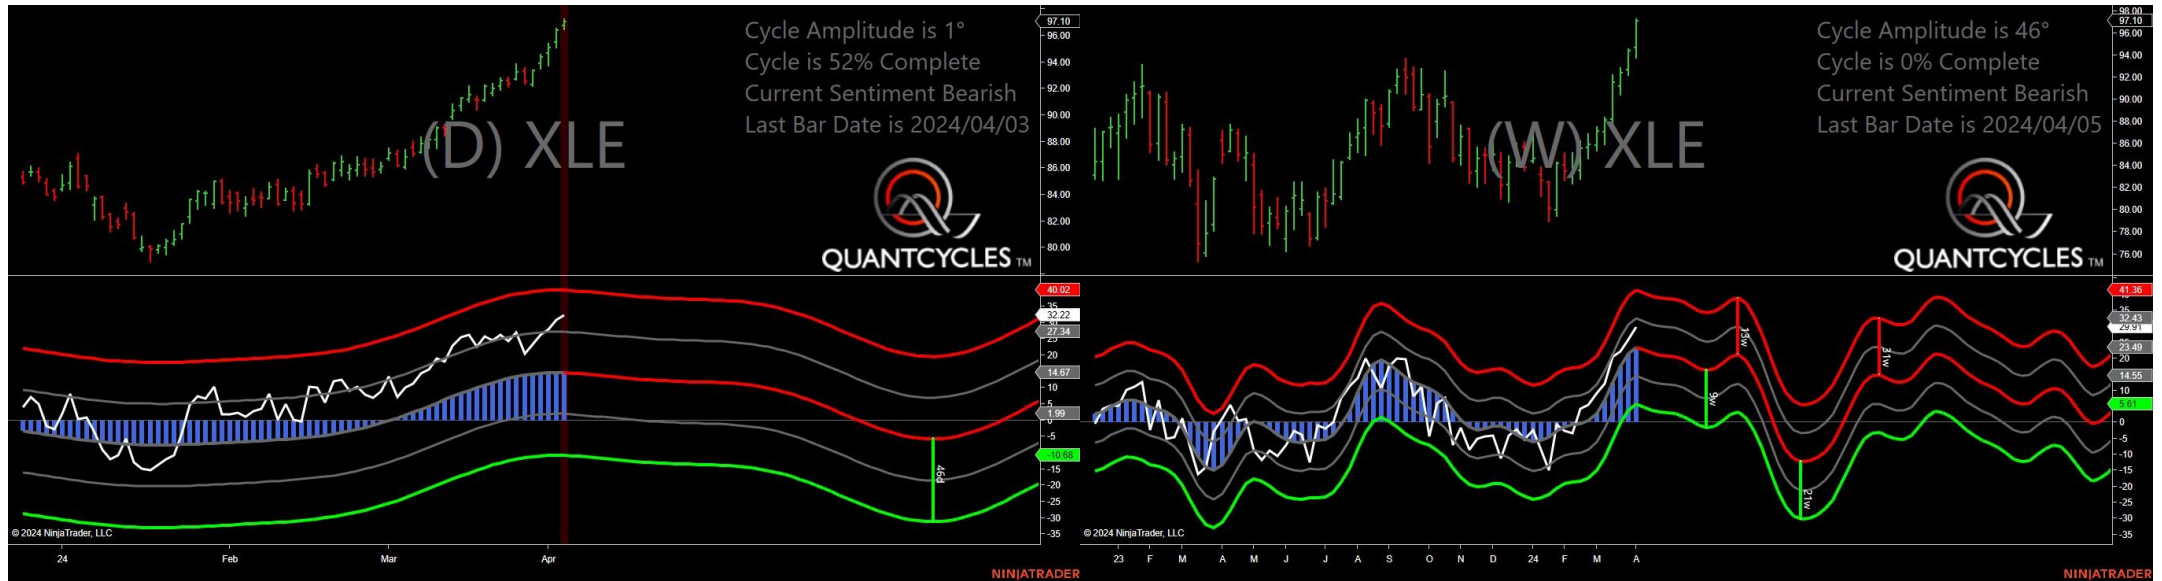 Cycle Amplitude is 1°
Cycle is 52% Complete
Current Sentiment Bearish
Last Bar Date is 2024/04/03
(D) XLE
QUANTCYCLES TM
97.10
96.00
94.00
92.00
90.00
88.00
86.00
84.00
82.00
80.00
40.02
35
32.22
27.34
25
20
14.67
10
5
1.99
0
-5
-10.68
-15
-20
-25
-30
-35
46d
© 2024 NinjaTrader, LLC
24 Feb Mar Apr
NINJATRADER
Cycle Amplitude is 46°
Cycle is 0% Complete
Current Sentiment Bearish
Last Bar Date is 2024/04/05
(W) XLE
QUANTCYCLES TM
98.00
97.10
96.00
94.00
92.00
90.00
88.00
86.00
84.00
82.00
80.00
78.00
76.00
41.36
35
32.43
29.91
23.49
20
14.55
10
5.61
0
-5
-10
-15
-20
-25
-30
-35
13w
9w
21w
31w
© 2024 NinjaTrader, LLC
23 F M A M J J A S O N D 24 F M A
NINJATRADER